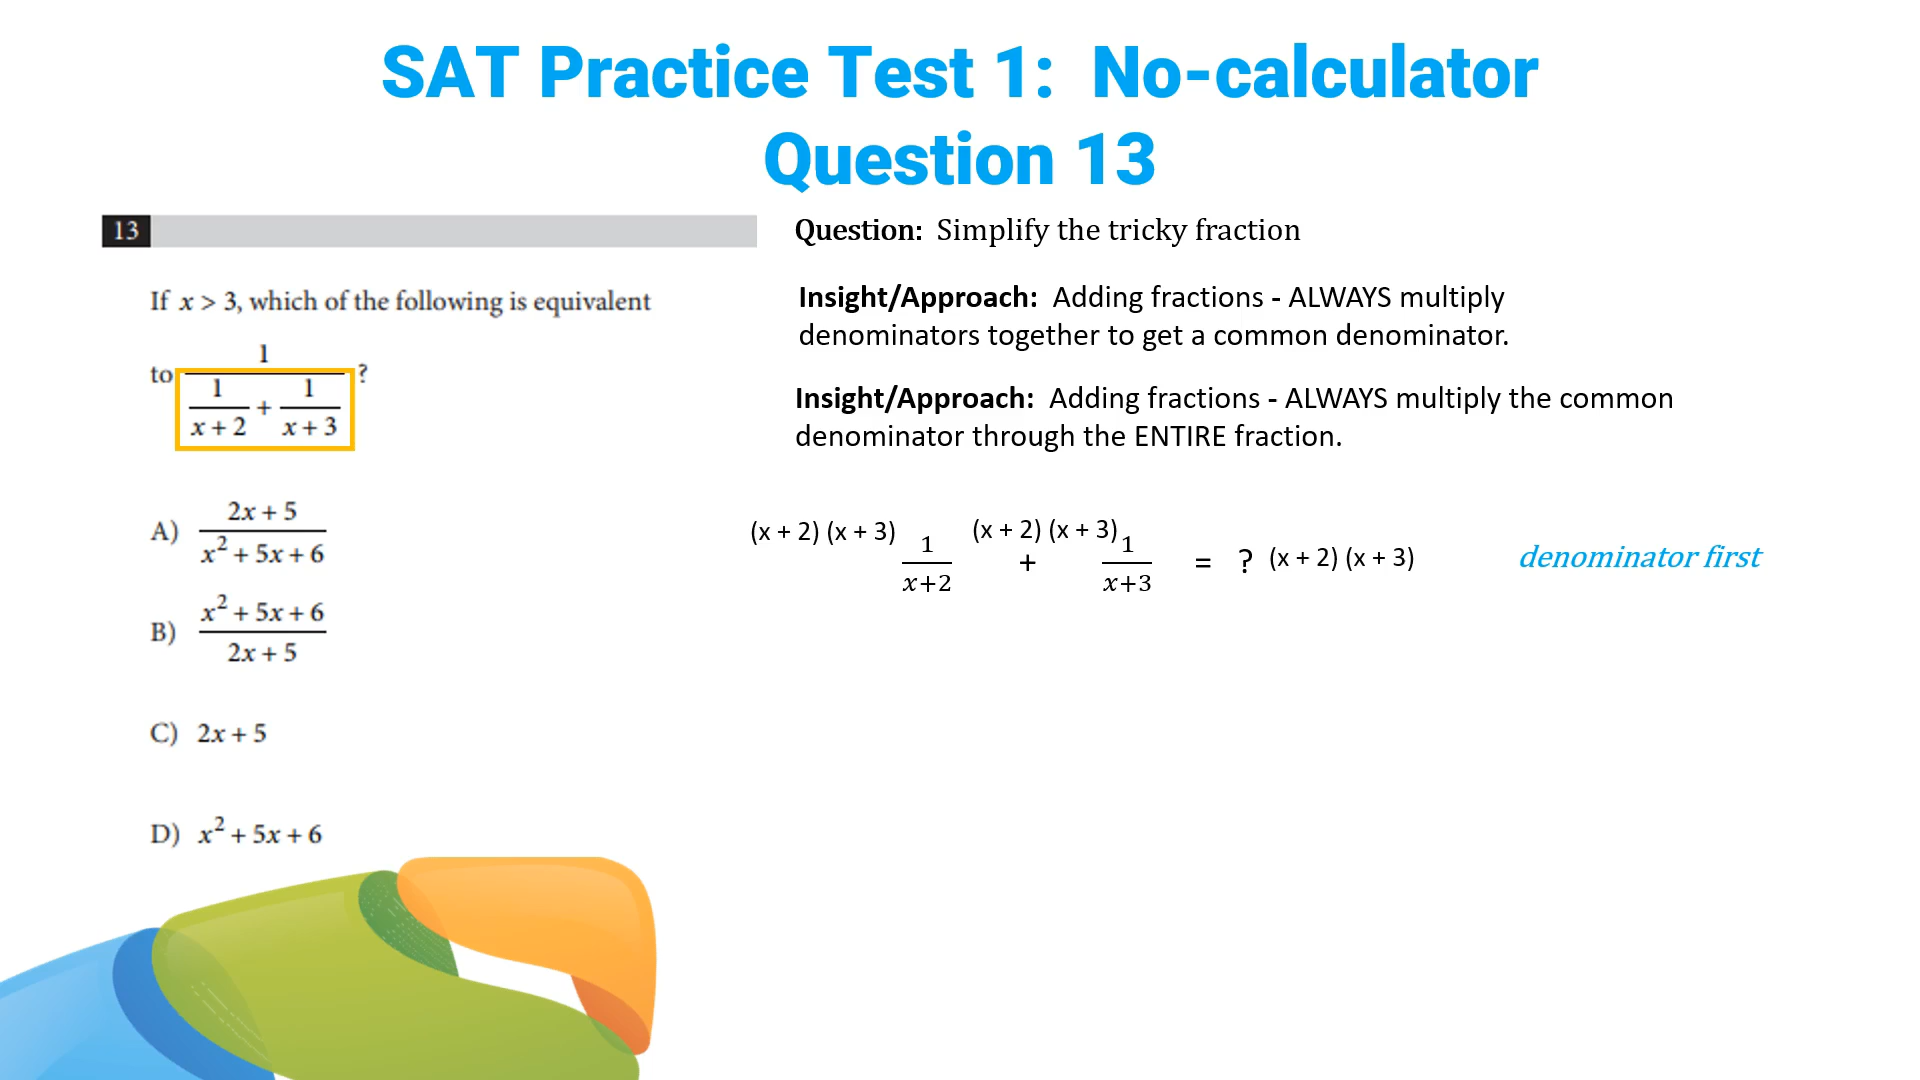 SAT Practice Test 1:  No-calculator
Question 13
13
If x > 3, which of the following is equivalent
to 1 / (1/(x + 2) + 1/(x + 3)) ?
A) (2x + 5)/(x² + 5x + 6)
B) (x² + 5x + 6)/(2x + 5)
C) 2x + 5
D) x² + 5x + 6
Question:  Simplify the tricky fraction
Insight/Approach:  Adding fractions - ALWAYS multiply
denominators together to get a common denominator.
Insight/Approach:  Adding fractions - ALWAYS multiply the common
denominator through the ENTIRE fraction.
(x + 2) (x + 3) 1/(x+2) + (x + 2) (x + 3) 1/(x+3) = ? (x + 2) (x + 3) denominator first